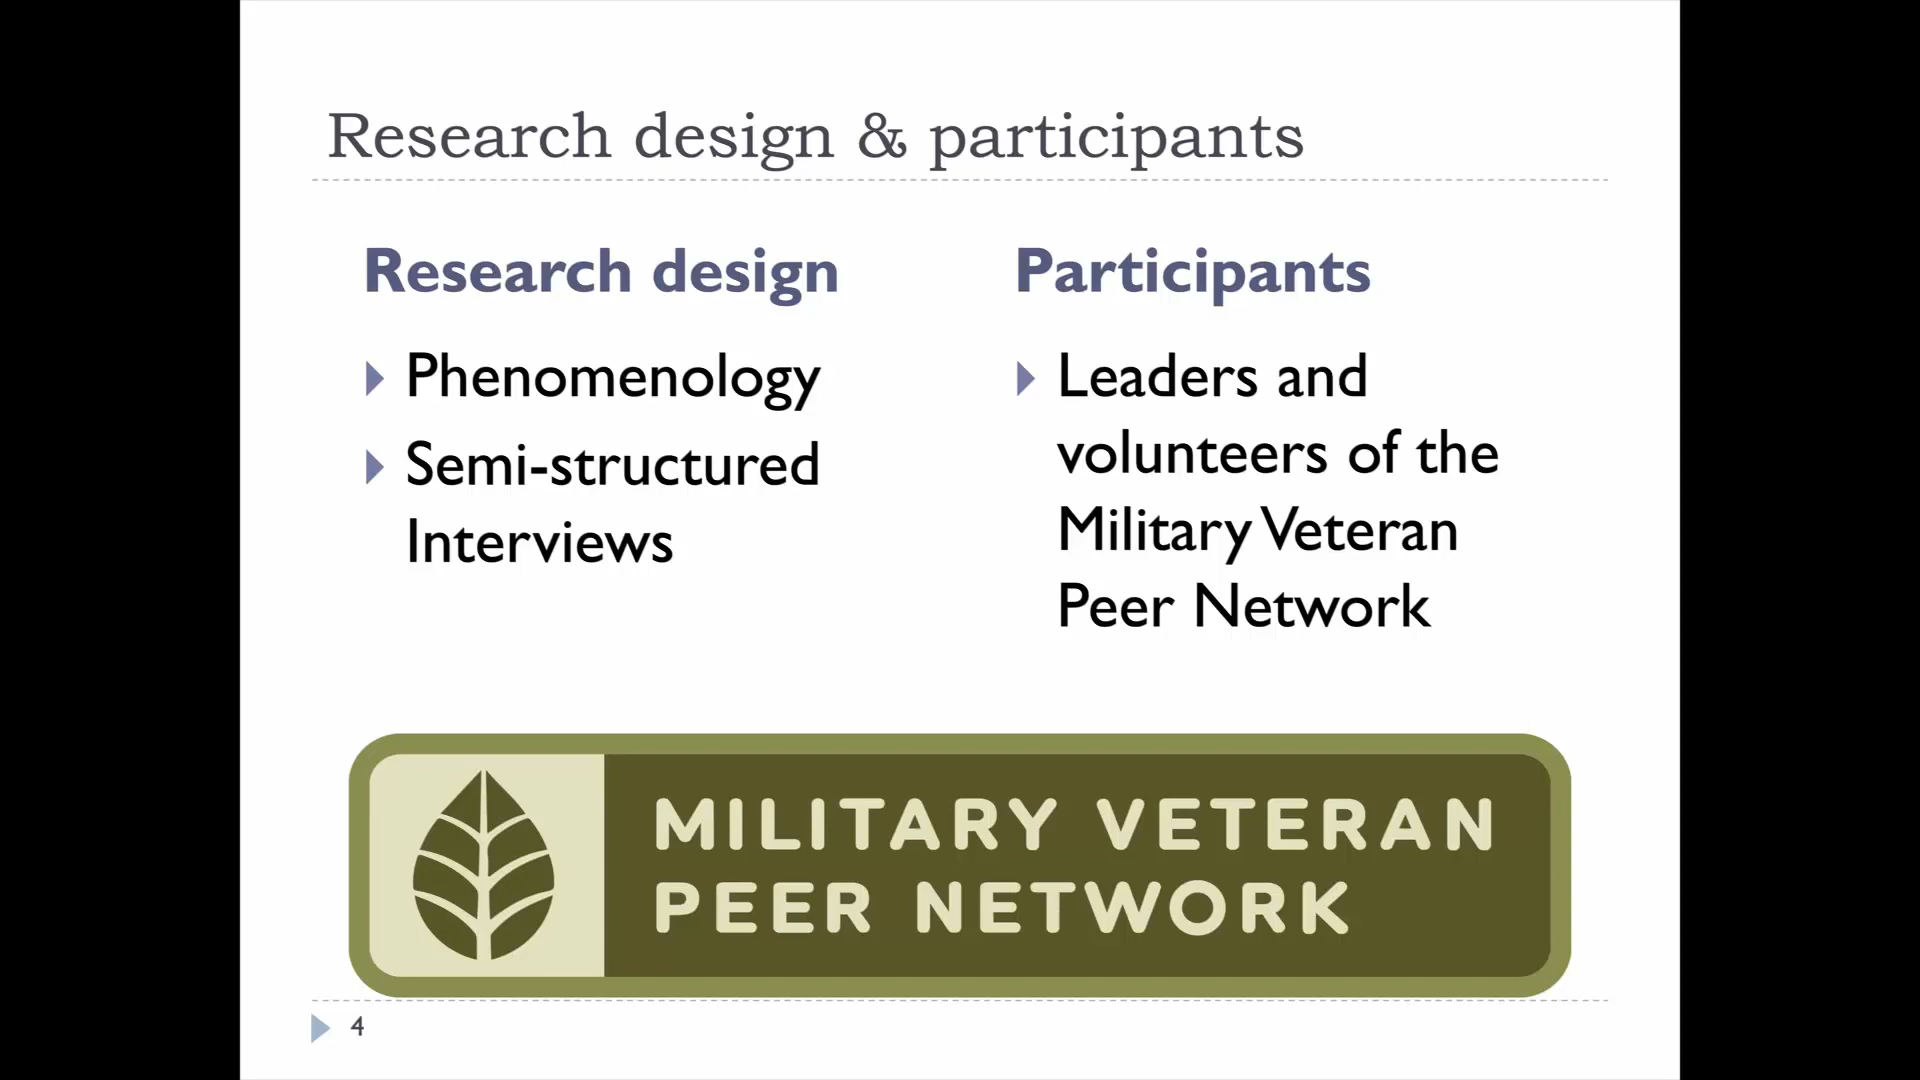 Research design & participants
Research design
Phenomenology
Semi-structured
Interviews
Participants
Leaders and
volunteers of the
Military Veteran
Peer Network
MILITARY VETERAN
PEER NETWORK
4